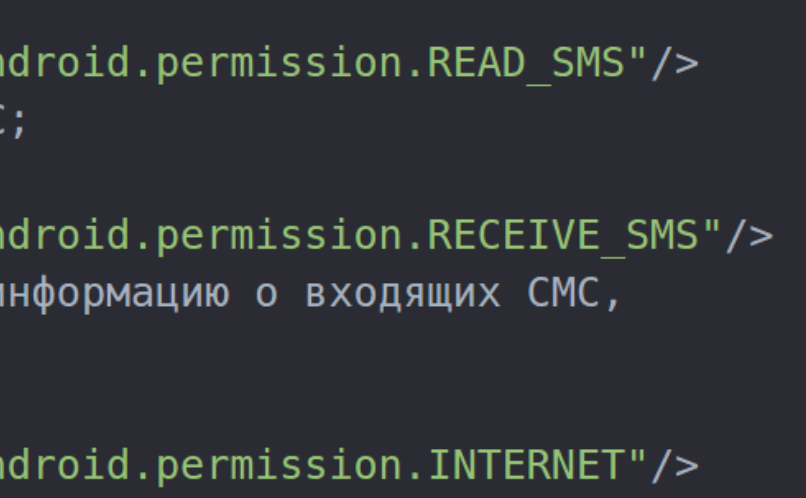 ndroid.permission.READ_SMS"/>
С;
ndroid.permission.RECEIVE_SMS"/>
информацию о входящих СМС,
ndroid.permission.INTERNET"/>